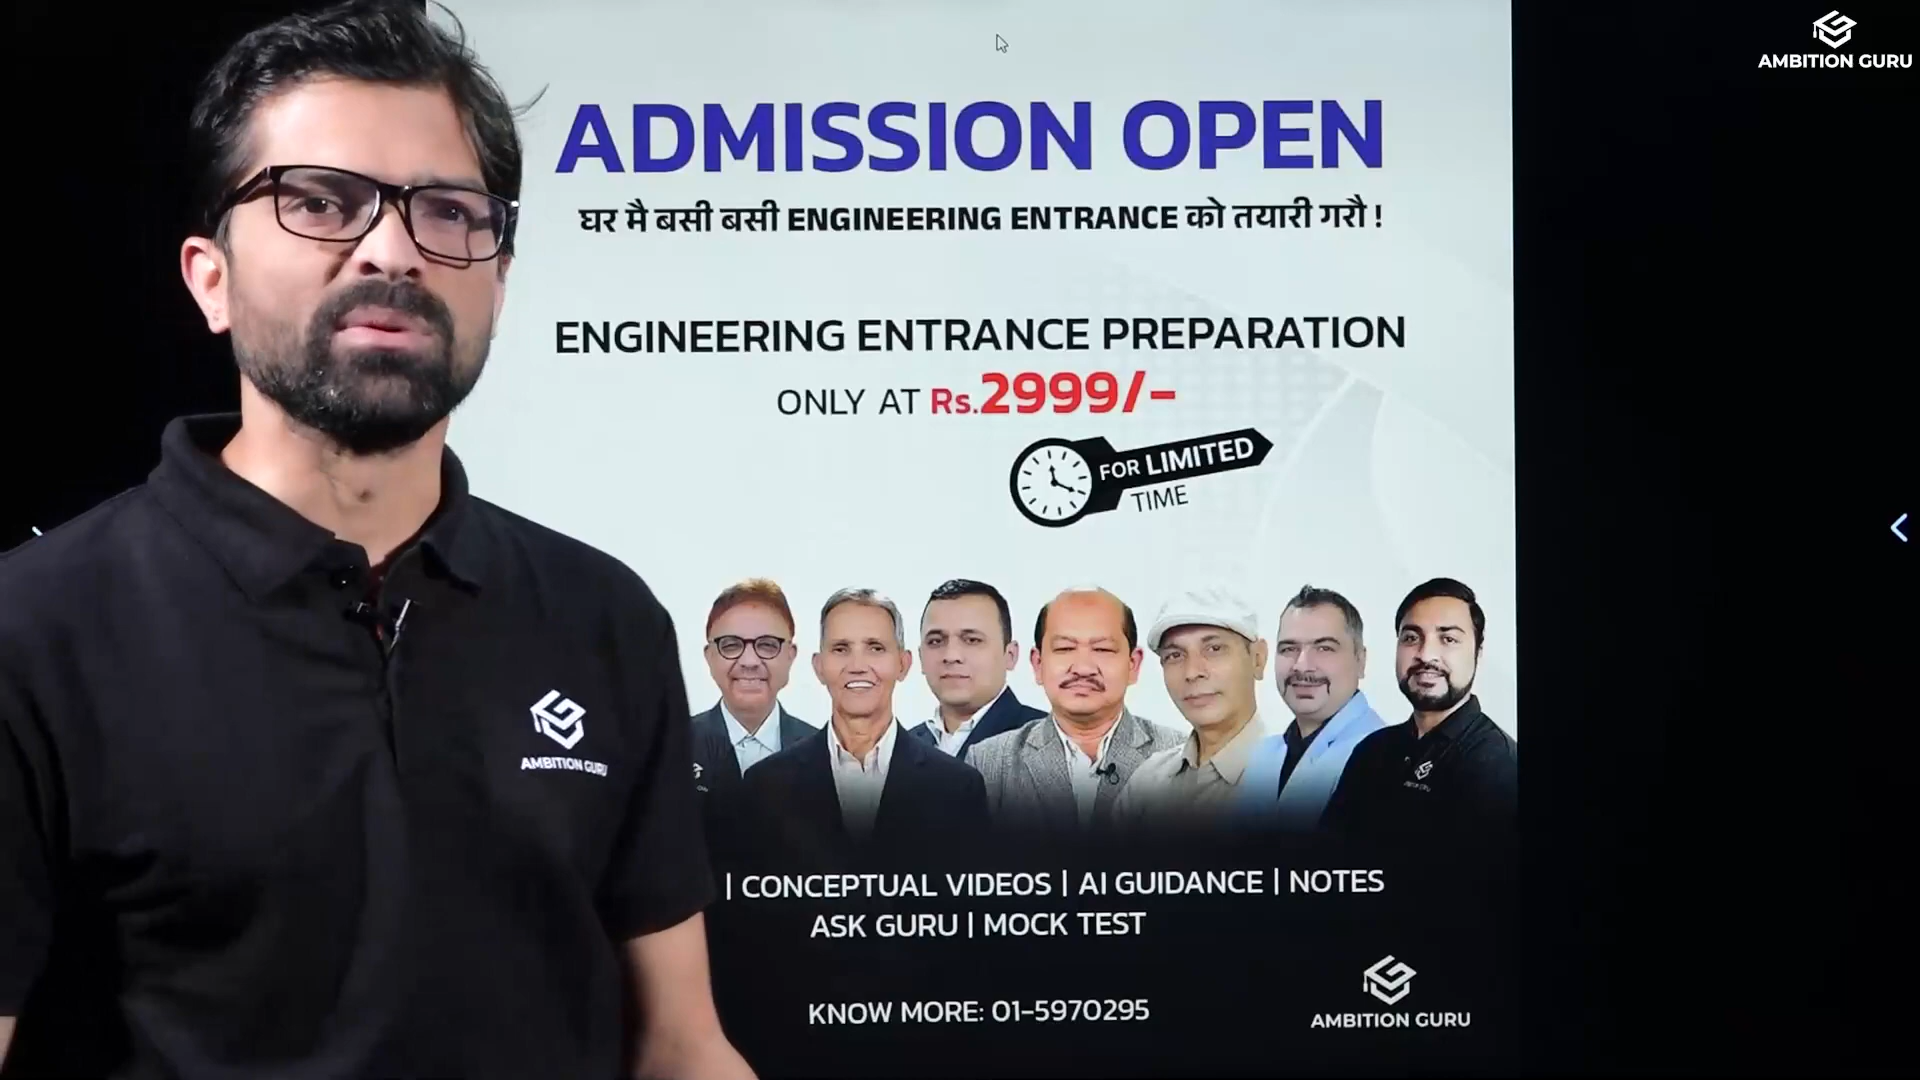 AMBITION GURU
ADMISSION OPEN
घर मै बसी बसी ENGINEERING ENTRANCE को तयारी गरौ !
ENGINEERING ENTRANCE PREPARATION
ONLY AT Rs.2999/-
FOR LIMITED
TIME
AMBITION GURU
| CONCEPTUAL VIDEOS | AI GUIDANCE | NOTES
ASK GURU | MOCK TEST
KNOW MORE: 01-5970295
AMBITION GURU